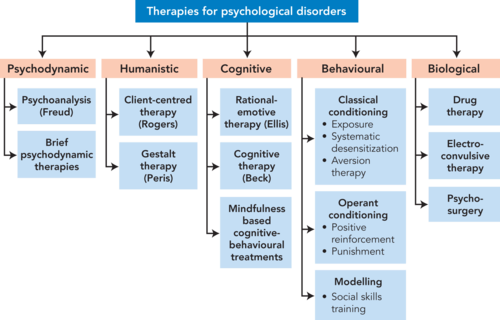 Therapies for psychological disorders
Psychodynamic
Humanistic
Cognitive
Behavioural
Biological
Psychoanalysis
(Freud)
Brief
psychodynamic
therapies
Client-centred
therapy
(Rogers)
Gestalt therapy
(Peris)
Rational-
emotive
therapy (Ellis)
Cognitive
therapy
(Beck)
Mindfulness
based
cognitive-
behavioural
treatments
Classical
conditioning
• Exposure
• Systematic
desensitization
• Aversion
therapy
Operant
conditioning
• Positive
reinforcement
• Punishment
Modelling
• Social skills
training
Drug
therapy
Electro-
convulsive
therapy
Psycho-
surgery